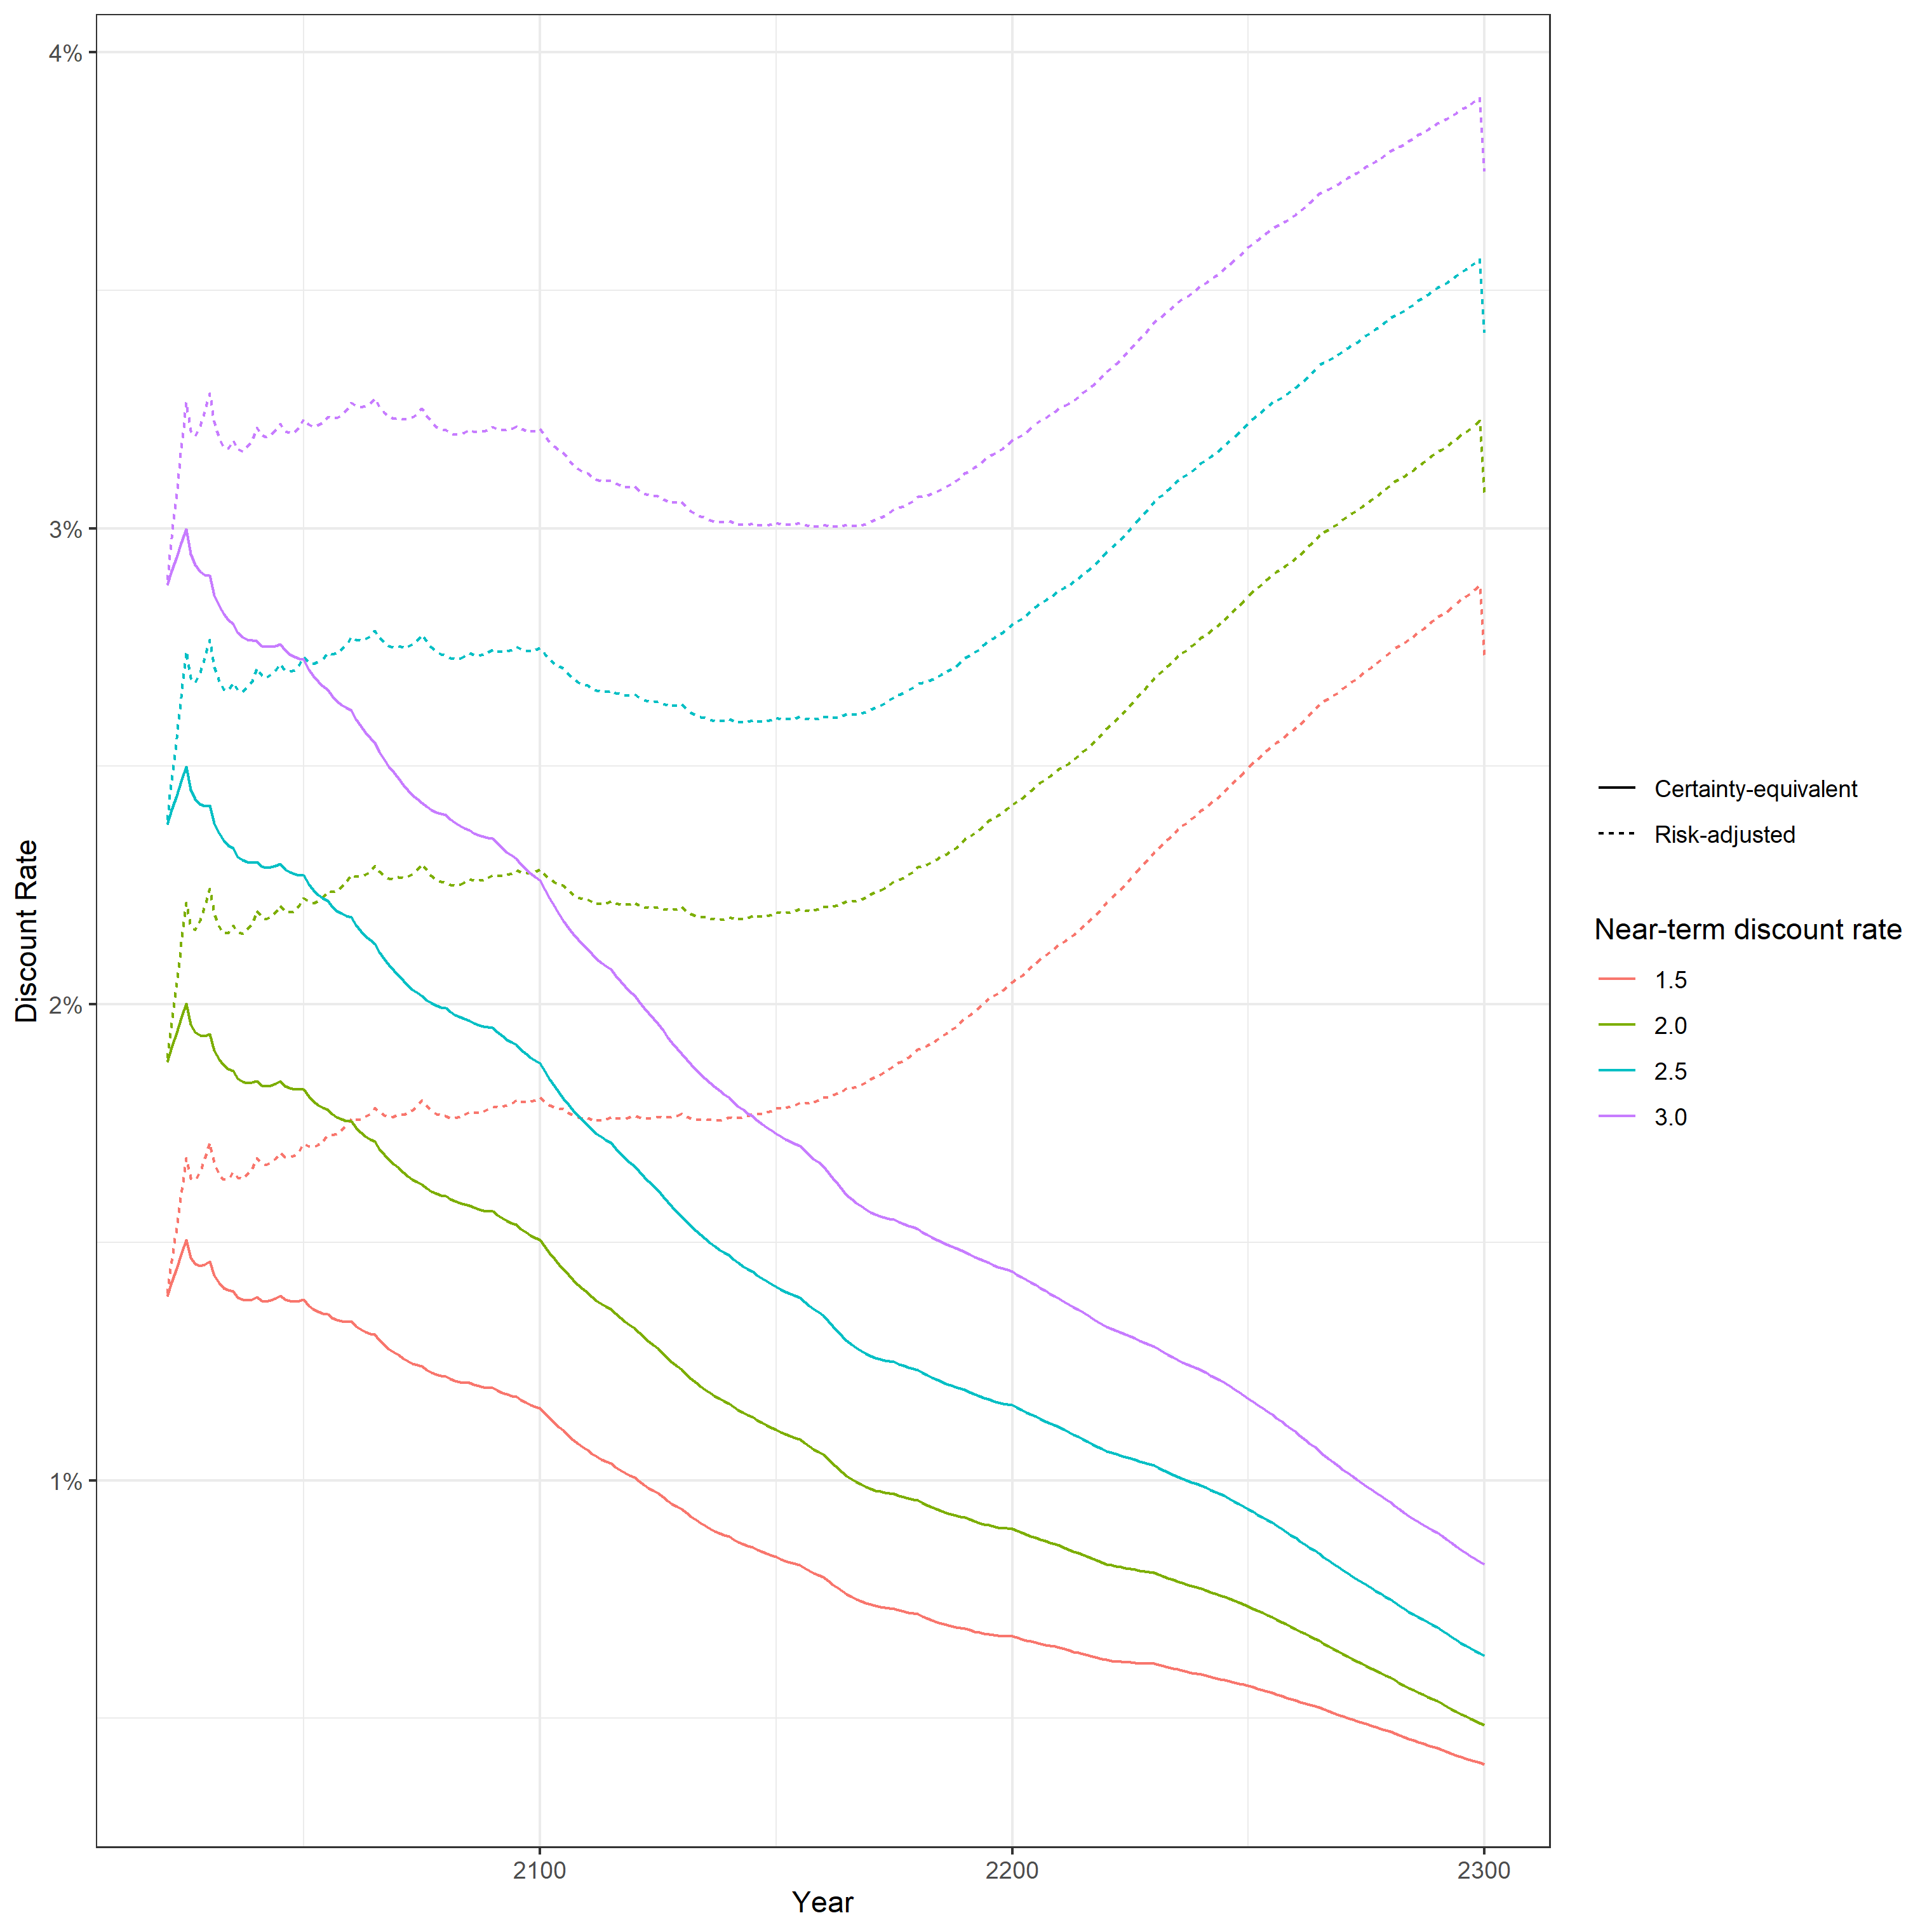 4%
3%
2%
1%
Discount Rate
2100
2200
2300
Year
Certainty-equivalent
Risk-adjusted
Near-term discount rate
1.5
2.0
2.5
3.0